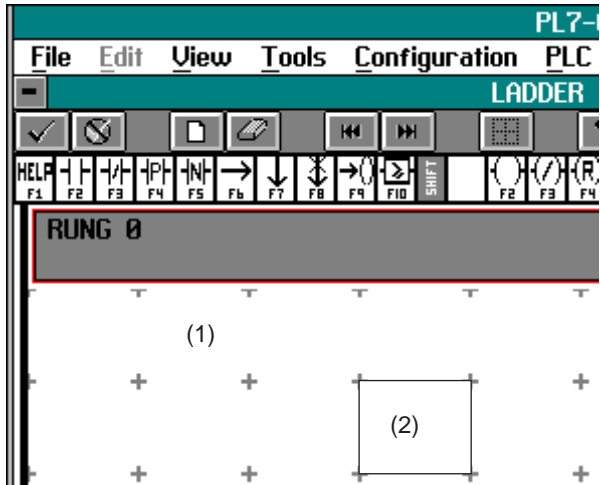 PL7-
File Edit View Tools Configuration PLC
LADDER
HELP F1 F2 F3 P F4 N F5 F6 F7 F8 F9 F10 SHIFT F2 F3 (R) F4
RUNG 0
(1)
(2)